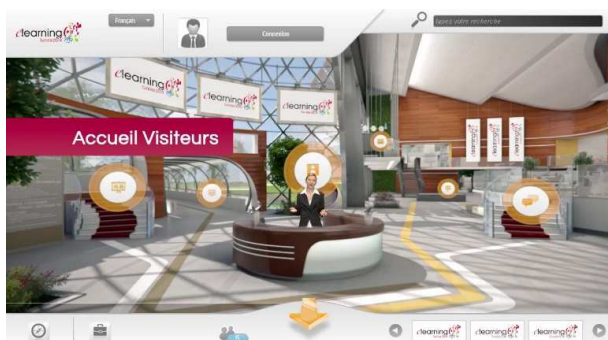 elearning
Français
Connexion
Tapez votre recherche
elearning
elearning
elearning
Accueil Visiteurs
elearning
elearning
elearning